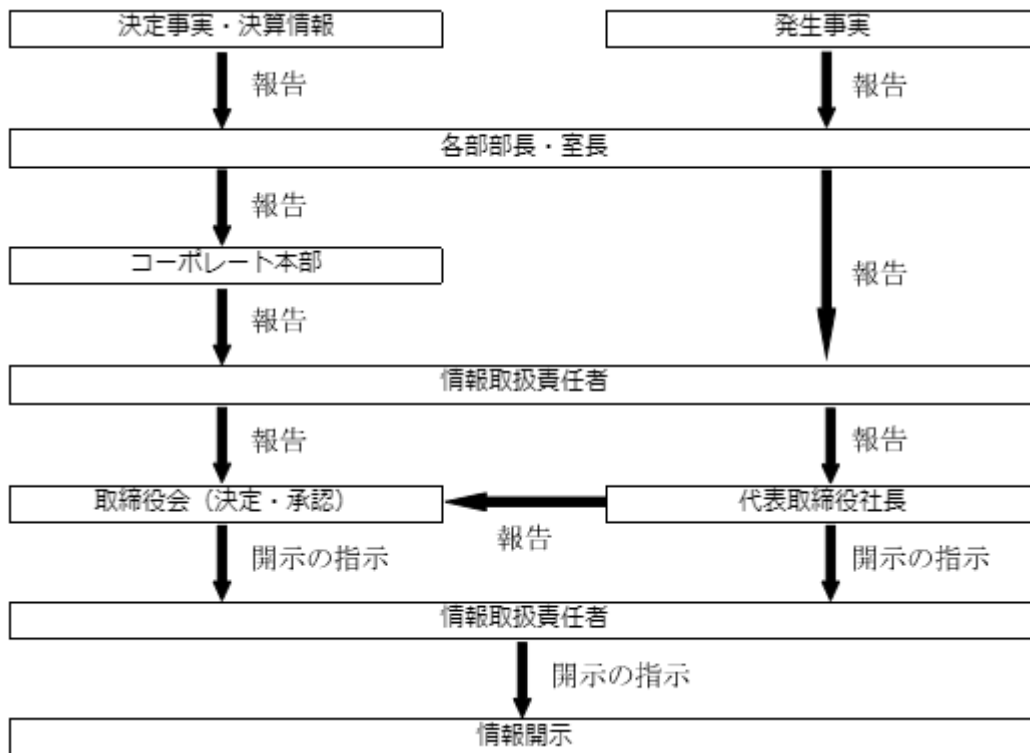 決定事実・決算情報
発生事実
報告
報告
各部部長・室長
報告
報告
コーポレート本部
報告
情報取扱責任者
報告
報告
取締役会（決定・承認）
代表取締役社長
報告
開示の指示
開示の指示
情報取扱責任者
開示の指示
情報開示